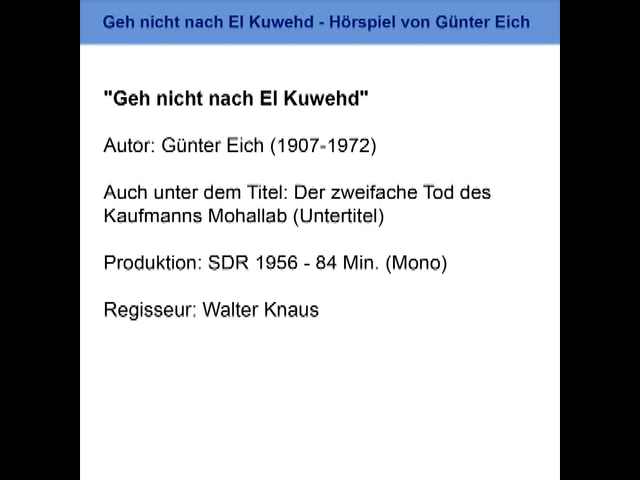 Geh nicht nach El Kuwehd - Hörspiel von Günter Eich
"Geh nicht nach El Kuwehd"
Autor: Günter Eich (1907-1972)
Auch unter dem Titel: Der zweifache Tod des
Kaufmanns Mohallab (Untertitel)
Produktion: SDR 1956 - 84 Min. (Mono)
Regisseur: Walter Knaus